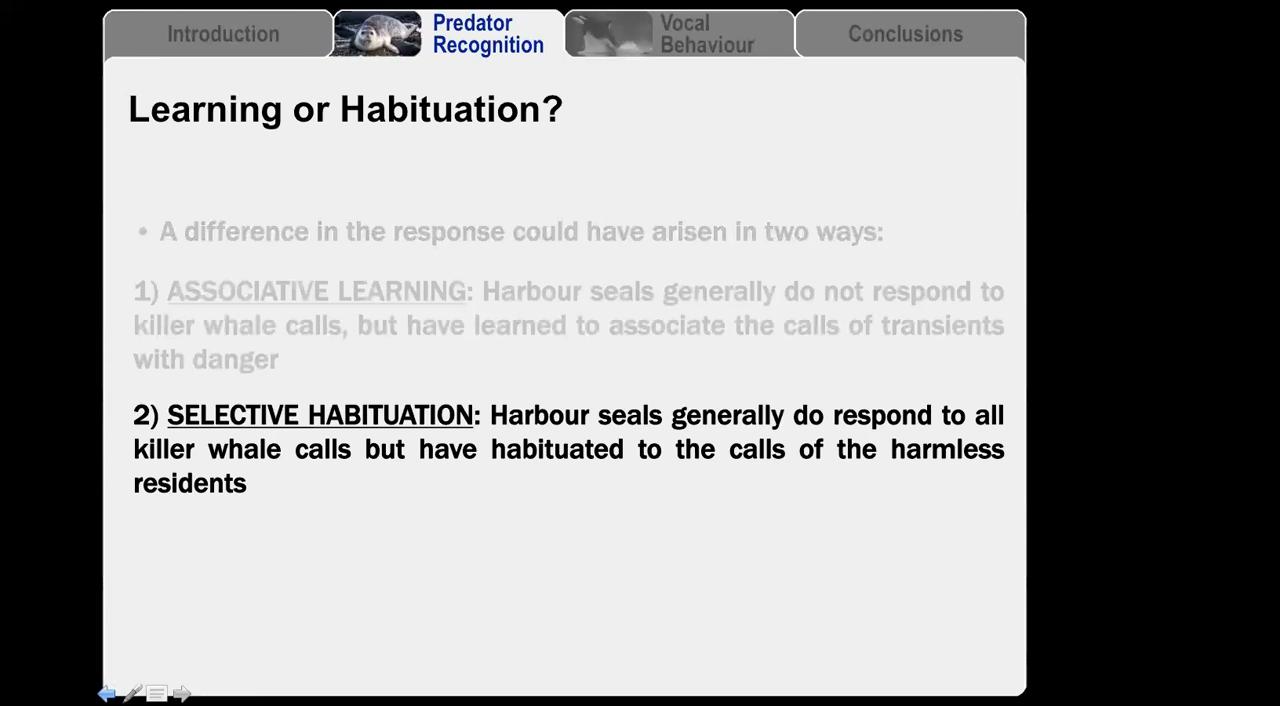 Introduction
Predator
Recognition
Vocal
Behaviour
Conclusions
Learning or Habituation?
• A difference in the response could have arisen in two ways:
1) ASSOCIATIVE LEARNING: Harbour seals generally do not respond to
killer whale calls, but have learned to associate the calls of transients
with danger
2) SELECTIVE HABITUATION: Harbour seals generally do respond to all
killer whale calls but have habituated to the calls of the harmless
residents